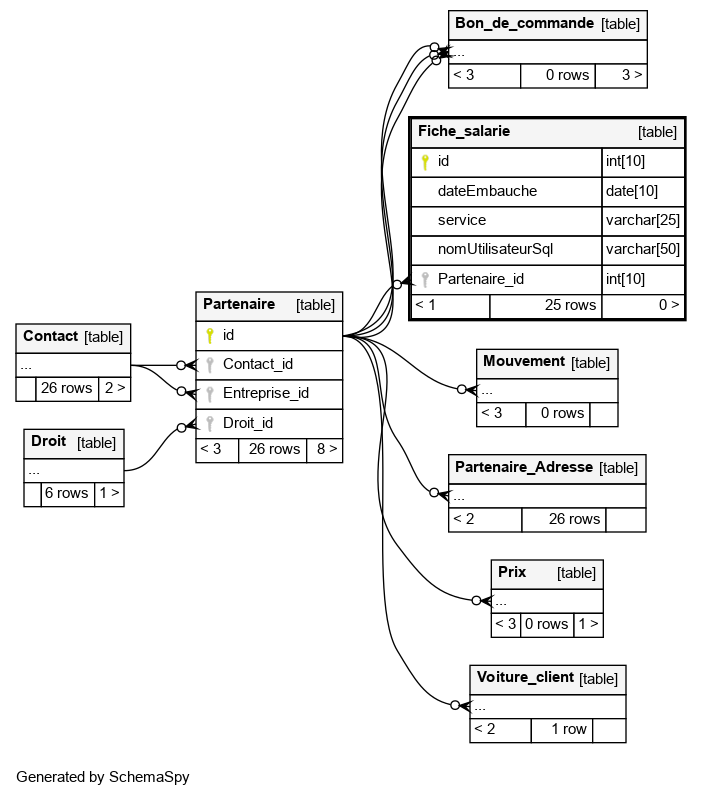 Bon_de_commande [table]
...
< 3 0 rows 3 >
Fiche_salarie [table]
id int[10]
dateEmbauche date[10]
service varchar[25]
nomUtilisateurSql varchar[50]
Partenaire_id int[10]
< 1 25 rows 0 >
Partenaire [table]
id
Contact_id
Entreprise_id
Droit_id
< 3 26 rows 8 >
Contact [table]
...
26 rows 2 >
Droit [table]
...
6 rows 1 >
Mouvement [table]
...
< 3 0 rows
Partenaire_Adresse [table]
...
< 2 26 rows
Prix [table]
...
< 3 0 rows 1 >
Voiture_client [table]
...
< 2 1 row
Generated by SchemaSpy